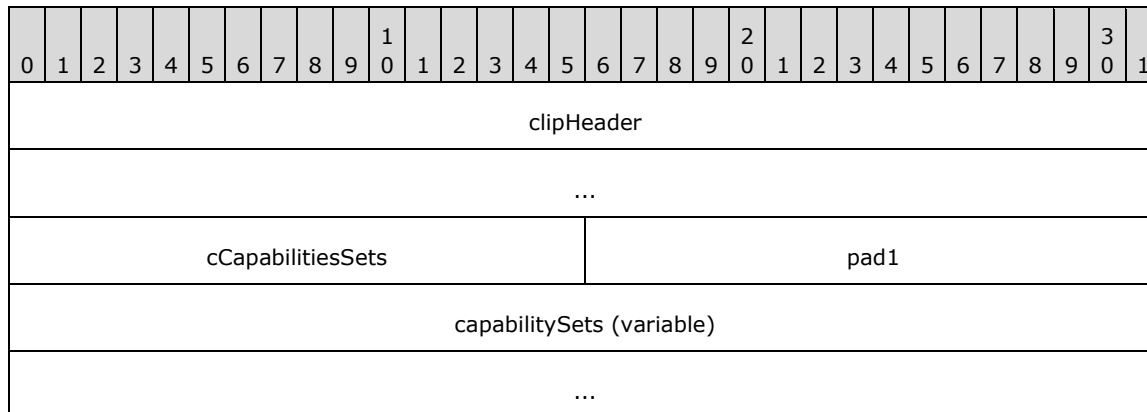 1 2 3
0 1 2 3 4 5 6 7 8 9 0 1 2 3 4 5 6 7 8 9 0 1 2 3 4 5 6 7 8 9 0 1
clipHeader
...
cCapabilitiesSets pad1
capabilitySets (variable)
...